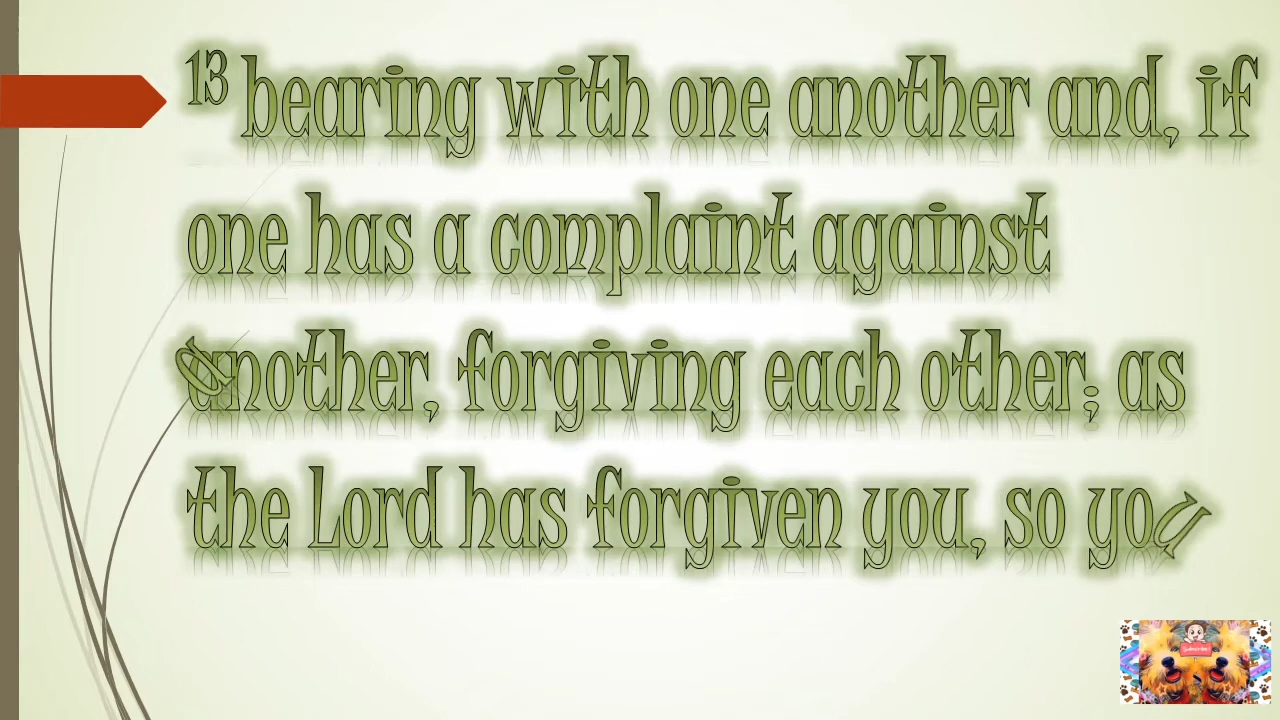 13 bearing with one another and, if
one has a complaint against
another, forgiving each other; as
the Lord has forgiven you, so you
Subscribe